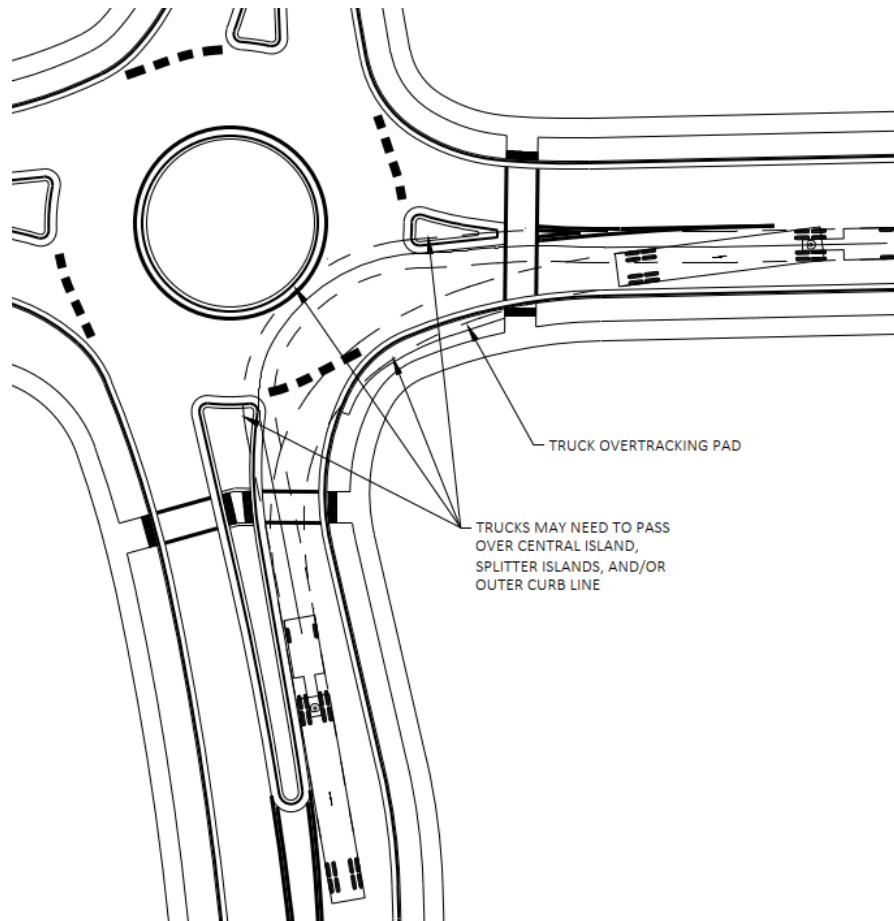 TRUCK OVERTRACKING PAD
TRUCKS MAY NEED TO PASS
OVER CENTRAL ISLAND,
SPLITTER ISLANDS, AND/OR
OUTER CURB LINE